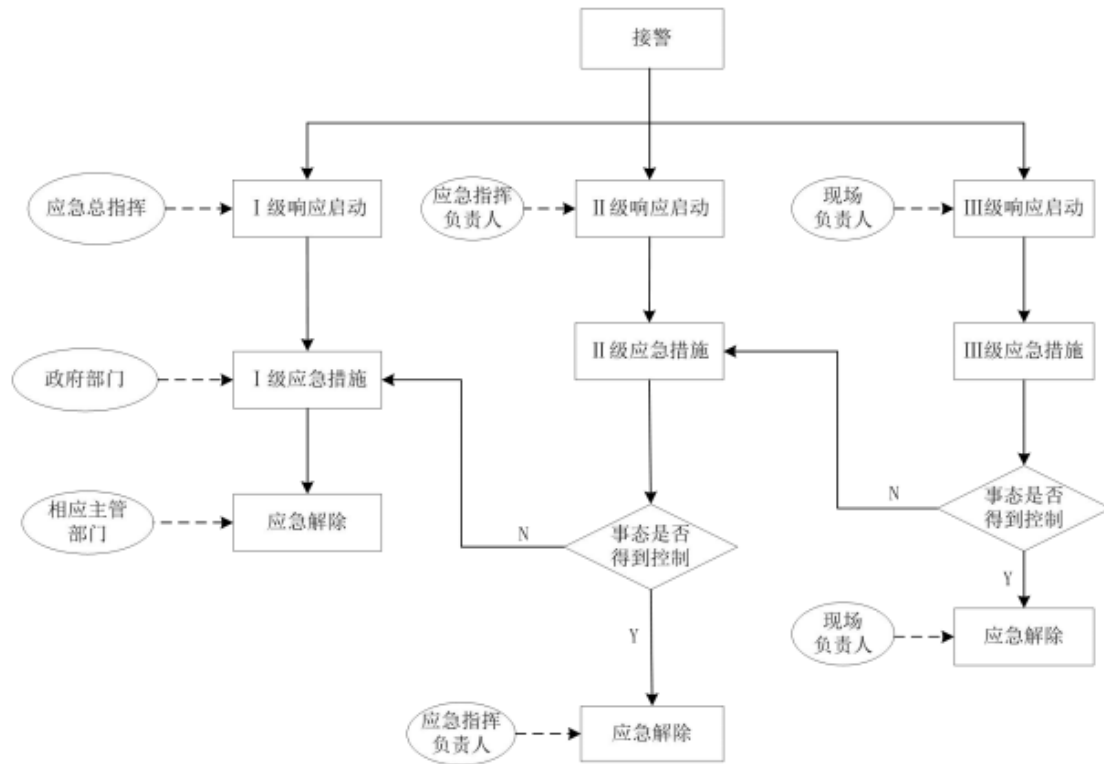 接警
应急总指挥
Ⅰ级响应启动
应急指挥
负责人
Ⅱ级响应启动
现场
负责人
Ⅲ级响应启动
政府部门
Ⅰ级应急措施
Ⅱ级应急措施
Ⅲ级应急措施
相应主管
部门
应急解除
N
事态是否
得到控制
N
事态是否
得到控制
Y
Y
现场
负责人
应急解除
应急指挥
负责人
应急解除